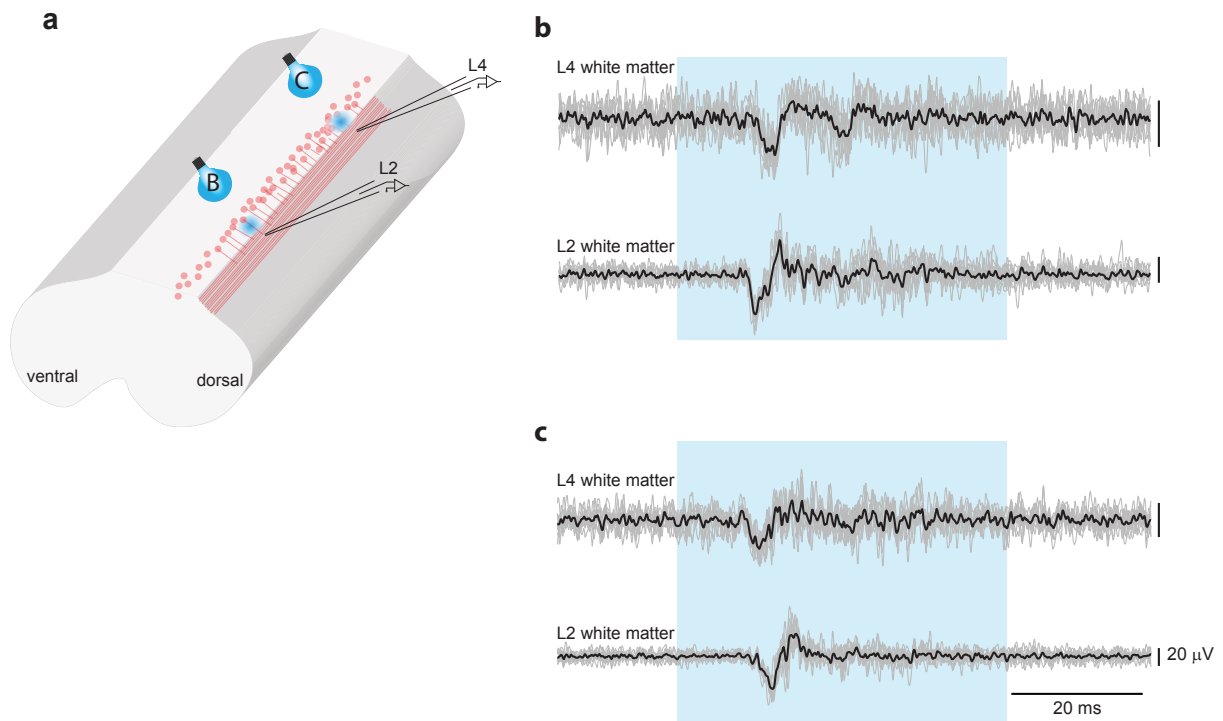 a
C
L4
B
L2
ventral
dorsal
b
L4 white matter
L2 white matter
c
L4 white matter
L2 white matter
20 μV
20 ms